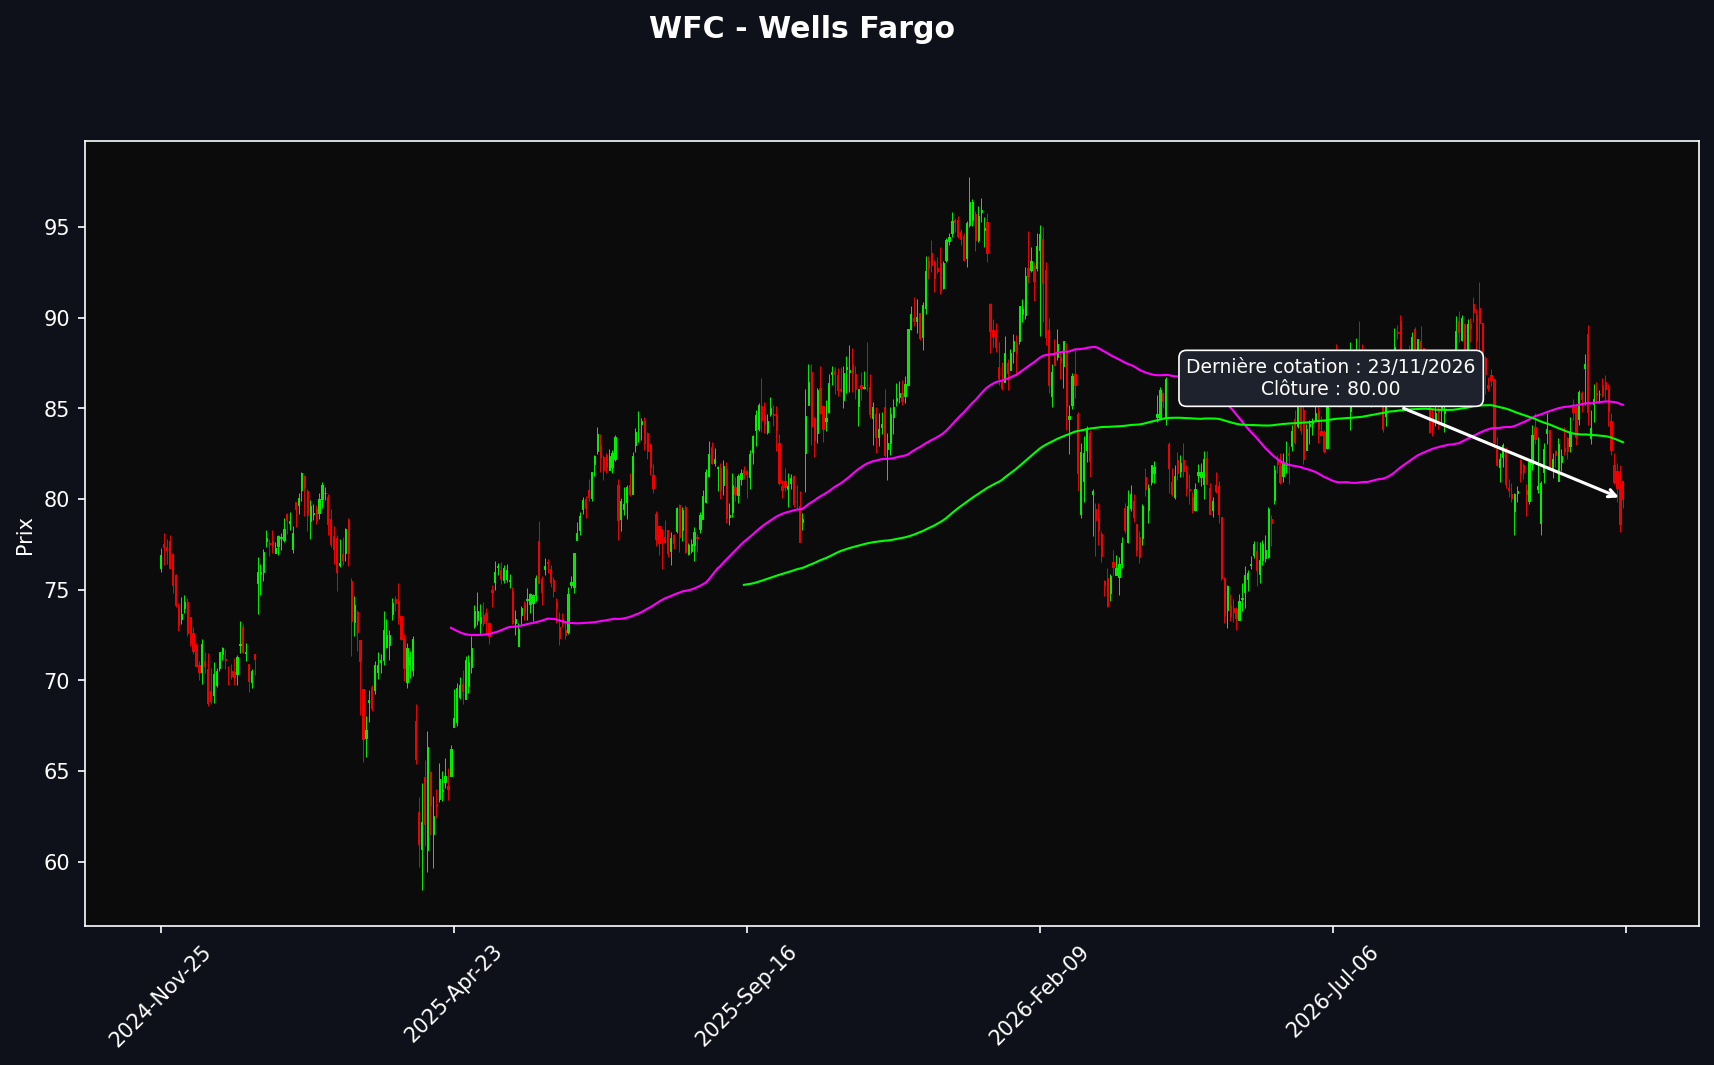 WFC - Wells Fargo
Prix
95
90
85
80
75
70
65
60
Dernière cotation : 23/11/2026
Clôture : 80.00
2024-Nov-25
2025-Apr-23
2025-Sep-16
2026-Feb-09
2026-Jul-06